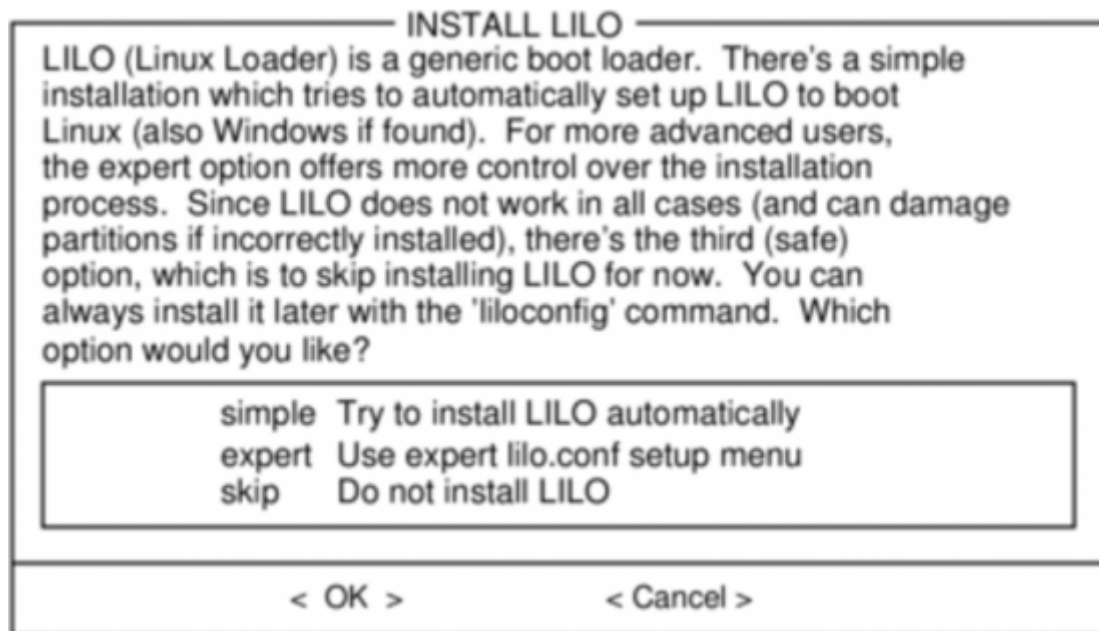 INSTALL LILO
LILO (Linux Loader) is a generic boot loader.  There's a simple
installation which tries to automatically set up LILO to boot
Linux (also Windows if found).  For more advanced users,
the expert option offers more control over the installation
process.  Since LILO does not work in all cases (and can damage
partitions if incorrectly installed), there's the third (safe)
option, which is to skip installing LILO for now.  You can
always install it later with the 'liloconfig' command.  Which
option would you like?
simple  Try to install LILO automatically
expert  Use expert lilo.conf setup menu
skip  Do not install LILO
< OK >  < Cancel >